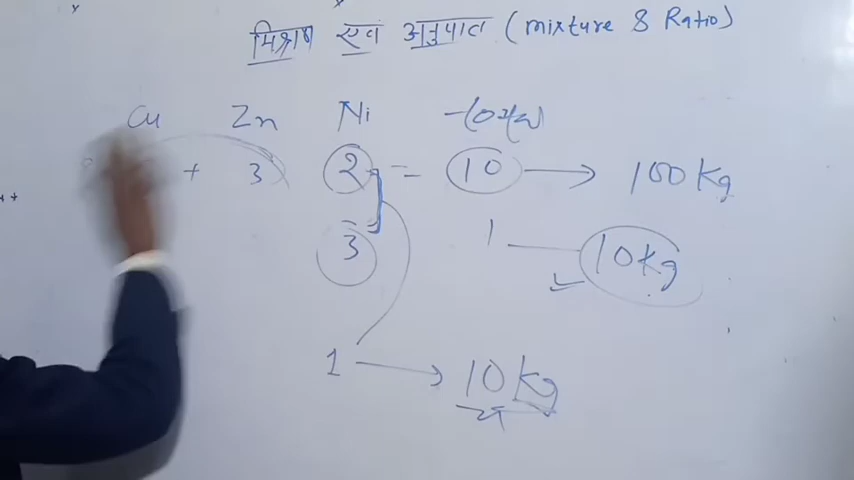 मिश्रण एवं अनुपात (mixture & Ratio)
Cu Zn Ni
+ 3 2 = 10 → 100 Kg
3 1 — 10 Kg
1 → 10 Kg